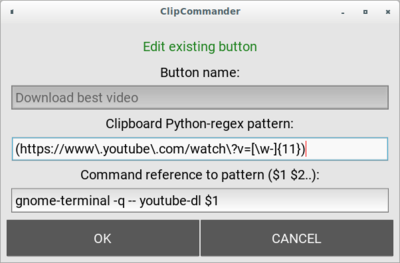 ClipCommander
Edit existing button
Button name:
Download best video
Clipboard Python-regex pattern:
(https://www\.youtube\.com/watch\?v=[\w-]{11})
Command reference to pattern ($1 $2..):
gnome-terminal -q -- youtube-dl $1
OK
CANCEL